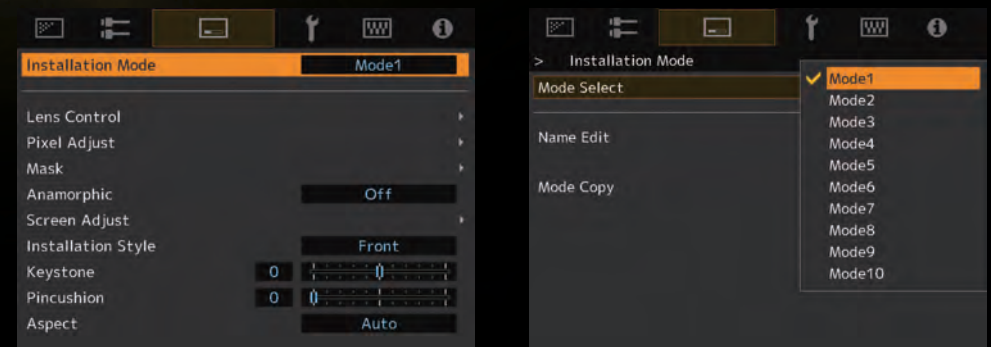 Installation Mode Mode1
Lens Control
Pixel Adjust
Mask
Anamorphic Off
Screen Adjust
Installation Style Front
Keystone 0
Pincushion 0
Aspect Auto
> Installation Mode
Mode Select
Name Edit
Mode Copy
Mode1
Mode2
Mode3
Mode4
Mode5
Mode6
Mode7
Mode8
Mode9
Mode10